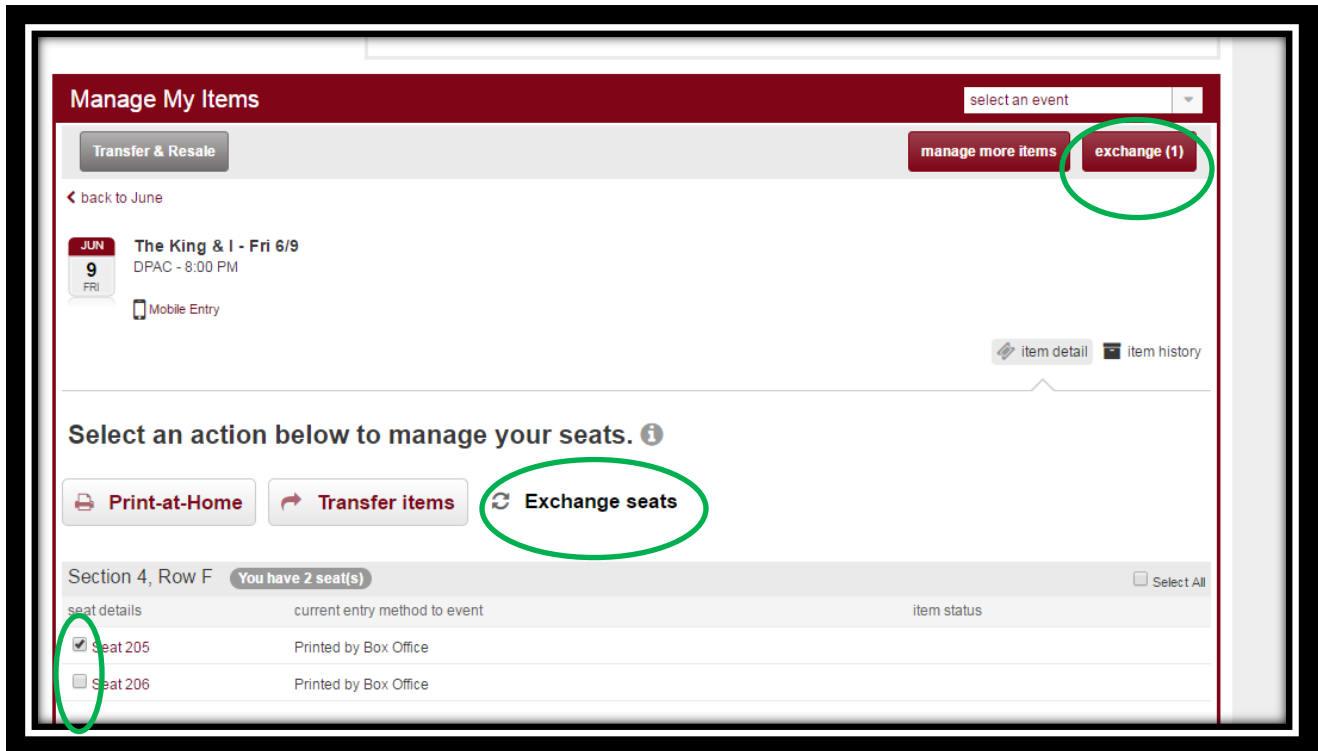 Manage My Items
select an event
Transfer & Resale
manage more items
exchange (1)
back to June
JUN
9
FRI
The King & I - Fri 6/9
DPAC - 8:00 PM
Mobile Entry
item detail
item history
Select an action below to manage your seats.
Print-at-Home
Transfer items
Exchange seats
Section 4, Row F
You have 2 seat(s)
Select All
seat details
current entry method to event
item status
Seat 205
Printed by Box Office
Seat 206
Printed by Box Office